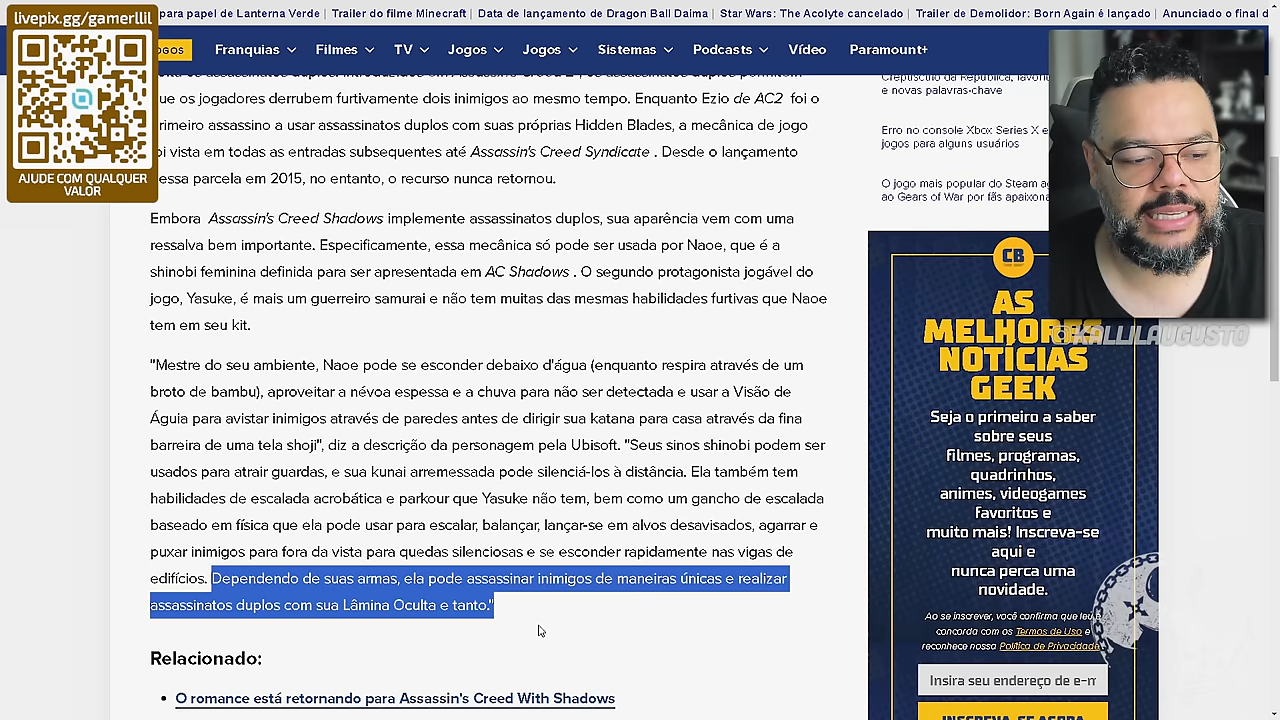 livepix.gg/gamerlllil
AJUDE COM QUALQUER
VALOR
para papel de Lanterna Verde | Trailer do filme Minecraft | Data de lançamento de Dragon Ball Daima | Star Wars: The Acolyte cancelado | Trailer de Demolidor: Born Again é lançado | Anunciado o final d
JOGOS
Franquias Filmes TV Jogos Jogos Sistemas Podcasts Vídeo Paramount+
que os jogadores derrubem furtivamente dois inimigos ao mesmo tempo. Enquanto Ezio de AC2 foi o
primeiro assassino a usar assassinatos duplos com suas próprias Hidden Blades, a mecânica de jogo
foi vista em todas as entradas subsequentes até Assassin's Creed Syndicate . Desde o lançamento
dessa parcela em 2015, no entanto, o recurso nunca retornou.
Embora Assassin's Creed Shadows implemente assassinatos duplos, sua aparência vem com uma
ressalva bem importante. Especificamente, essa mecânica só pode ser usada por Naoe, que é a
shinobi feminina definida para ser apresentada em AC Shadows . O segundo protagonista jogável do
jogo, Yasuke, é mais um guerreiro samurai e não tem muitas das mesmas habilidades furtivas que Naoe
tem em seu kit.
"Mestre do seu ambiente, Naoe pode se esconder debaixo d'água (enquanto respira através de um
broto de bambu), aproveitar a névoa espessa e a chuva para não ser detectada e usar a Visão de
Águia para avistar inimigos através de paredes antes de dirigir sua katana para casa através da fina
barreira de uma tela shoji", diz a descrição da personagem pela Ubisoft. "Seus sinos shinobi podem ser
usados para atrair guardas, e sua kunai arremessada pode silenciá-los à distância. Ela também tem
habilidades de escalada acrobática e parkour que Yasuke não tem, bem como um gancho de escalada
baseado em física que ela pode usar para escalar, balançar, lançar-se em alvos desavisados, agarrar e
puxar inimigos para fora da vista para quedas silenciosas e se esconder rapidamente nas vigas de
edifícios. Dependendo de suas armas, ela pode assassinar inimigos de maneiras únicas e realizar
assassinatos duplos com sua Lâmina Oculta e tanto."
Relacionado:
• O romance está retornando para Assassin's Creed With Shadows
Crepúsculo da República, favori
e novas palavras-chave
Erro no console Xbox Series X e
jogos para alguns usuários
O jogo mais popular do Steam ag
ao Gears of War por fãs apaixona
@KALLILAUGUSTO
CB
AS
MELHORES
NOTÍCIAS
GEEK
Seja o primeiro a saber
sobre seus
filmes, programas,
quadrinhos,
animes, videogames
favoritos e
muito mais! Inscreva-se
aqui e
nunca perca uma
novidade.
Ao se inscrever, você confirma que leu e
concorda com os Termos de Uso e
reconhece nossa Política de Privacidade.
Insira seu endereço de e-m
INSCREVA-SE AGORA